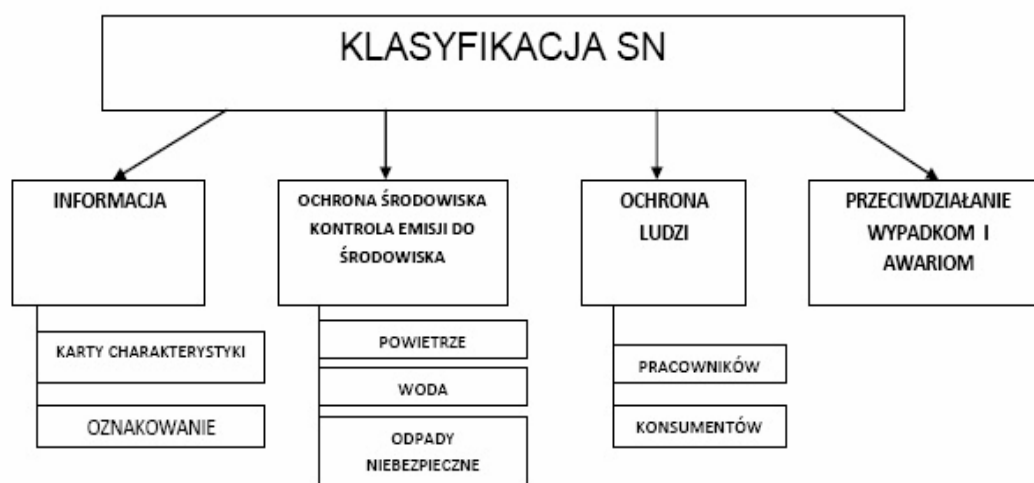 KLASYFIKACJA SN
INFORMACJA
KARTY CHARAKTERYSTYKI
OZNAKOWANIE
OCHRONA ŚRODOWISKA
KONTROLA EMISJI DO
ŚRODOWISKA
POWIETRZE
WODA
ODPADY
NIEBEZPIECZNE
OCHRONA
LUDZI
PRACOWNIKÓW
KONSUMENTÓW
PRZECIWDZIAŁANIE
WYPADKOM I
AWARIOM